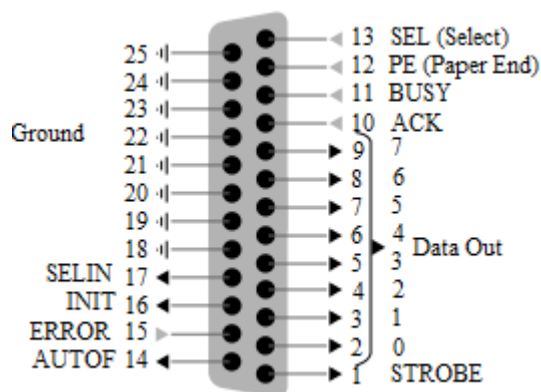 13 SEL (Select)
25
12 PE (Paper End)
24
11 BUSY
23
10 ACK
Ground 22
9 7
21
8 6
20
7 5
19
6 4
Data Out
18
5 3
SELIN 17
4 2
INIT 16
3 1
ERROR 15
2 0
AUTOF 14
1 STROBE